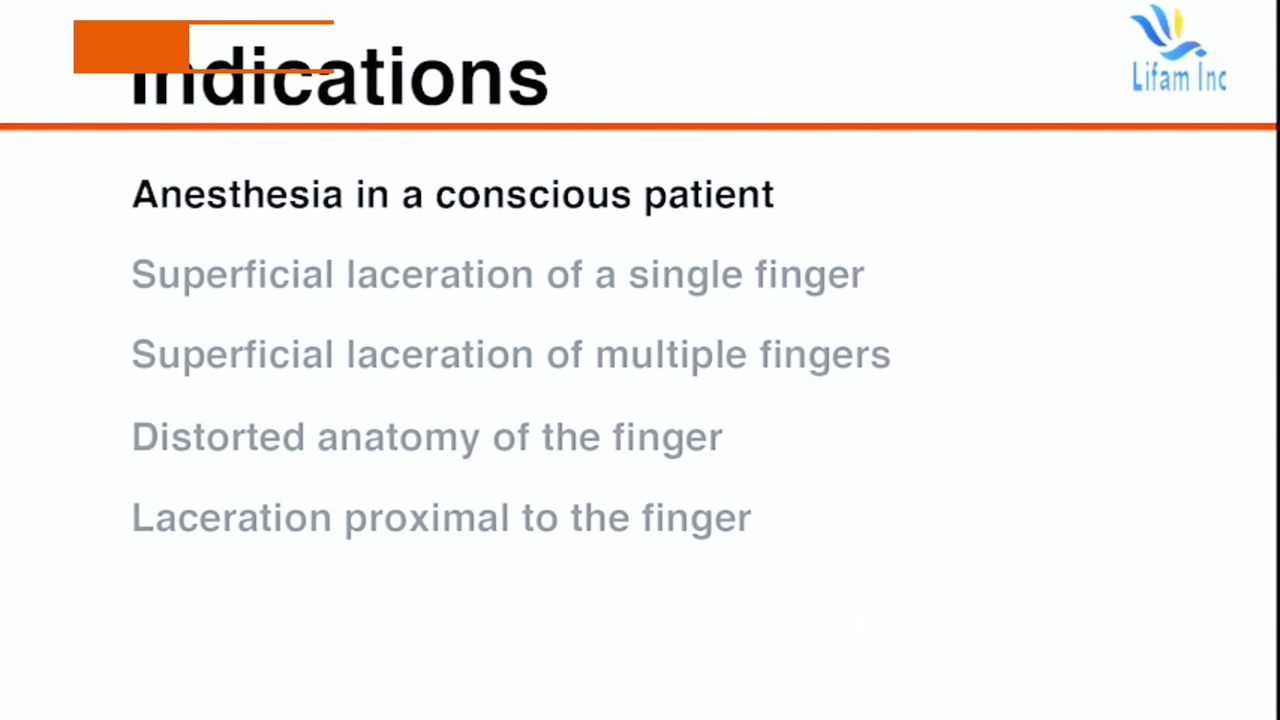 Indications
Lifam Inc
Anesthesia in a conscious patient
Superficial laceration of a single finger
Superficial laceration of multiple fingers
Distorted anatomy of the finger
Laceration proximal to the finger